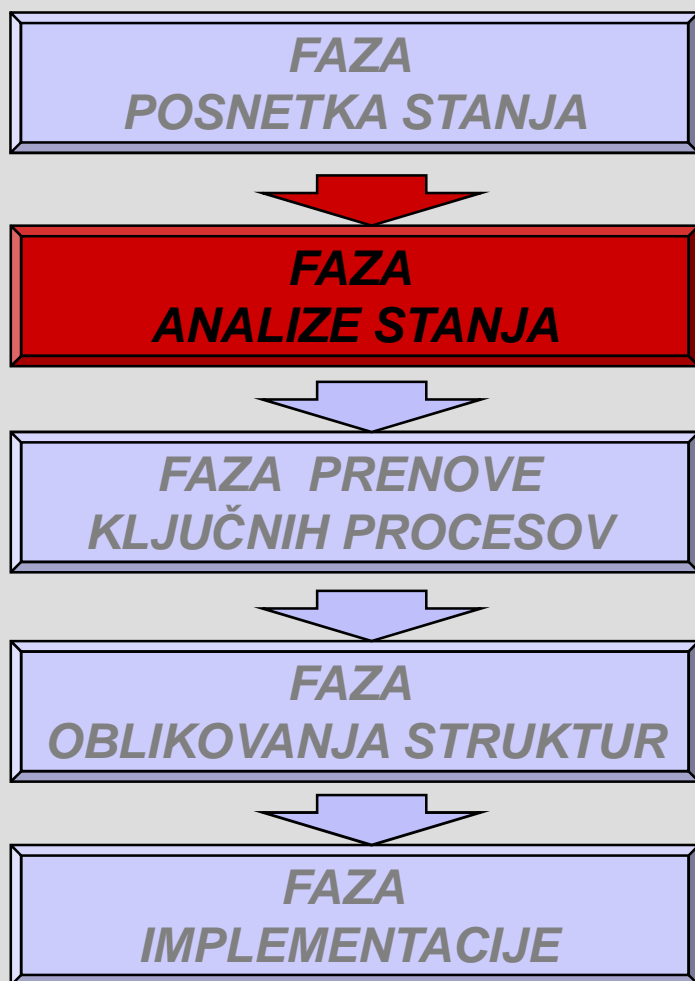 FAZA
POSNETKA STANJA
FAZA
ANALIZE STANJA
FAZA PRENOVE
KLJUČNIH PROCESOV
FAZA
OBLIKOVANJA STRUKTUR
FAZA
IMPLEMENTACIJE